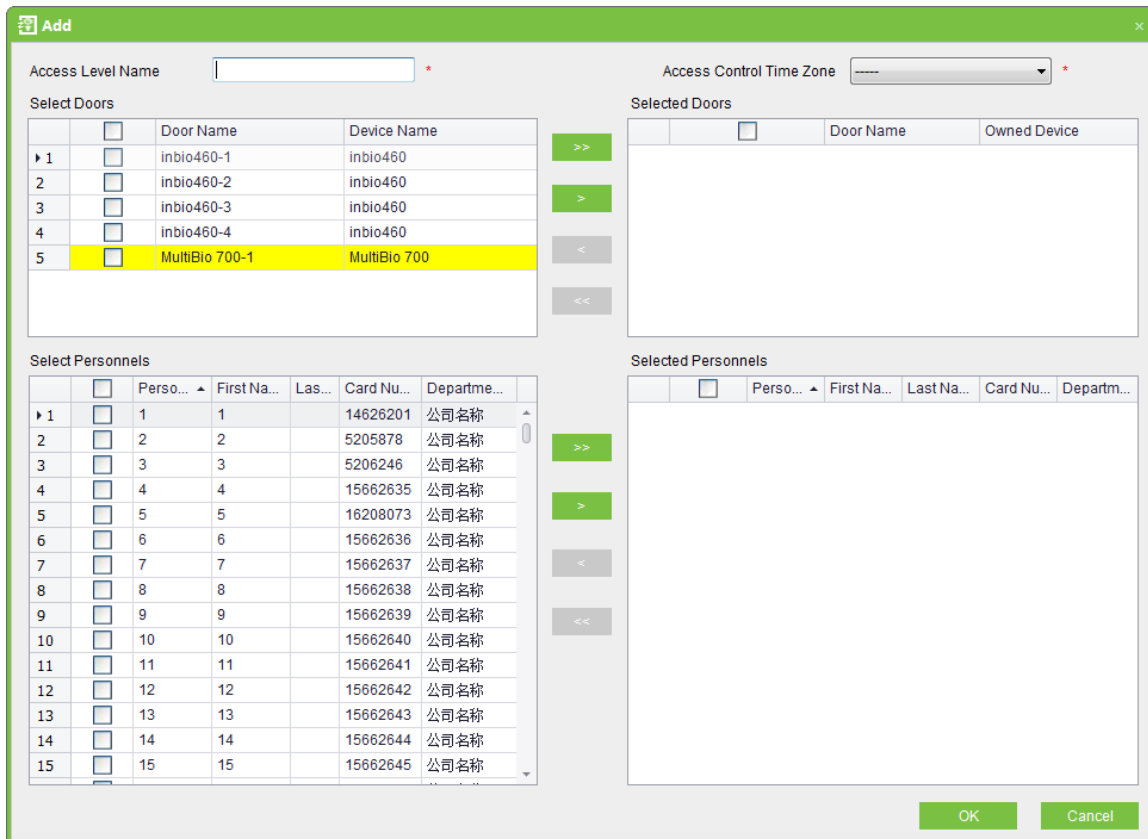 Add ×
Access Level Name * Access Control Time Zone ----- *
Select Doors Selected Doors
Door Name Device Name >> Door Name Owned Device
1 inbio460-1 inbio460
2 inbio460-2 inbio460
3 inbio460-3 inbio460 >
4 inbio460-4 inbio460
5 MultiBio 700-1 MultiBio 700 <
<<
Select Personnels Selected Personnels
Perso... First Na... Las... Card Nu... Departme... Perso... First Na... Last Na... Card Nu... Departm...
1 1 1 14626201 公司名称
2 2 2 5205878 公司名称 >>
3 3 3 5206246 公司名称
4 4 4 15662635 公司名称
5 5 5 16208073 公司名称 >
6 6 6 15662636 公司名称
7 7 7 15662637 公司名称 <
8 8 8 15662638 公司名称
9 9 9 15662639 公司名称 <<
10 10 10 15662640 公司名称
11 11 11 15662641 公司名称
12 12 12 15662642 公司名称
13 13 13 15662643 公司名称
14 14 14 15662644 公司名称
15 15 15 15662645 公司名称
OK Cancel